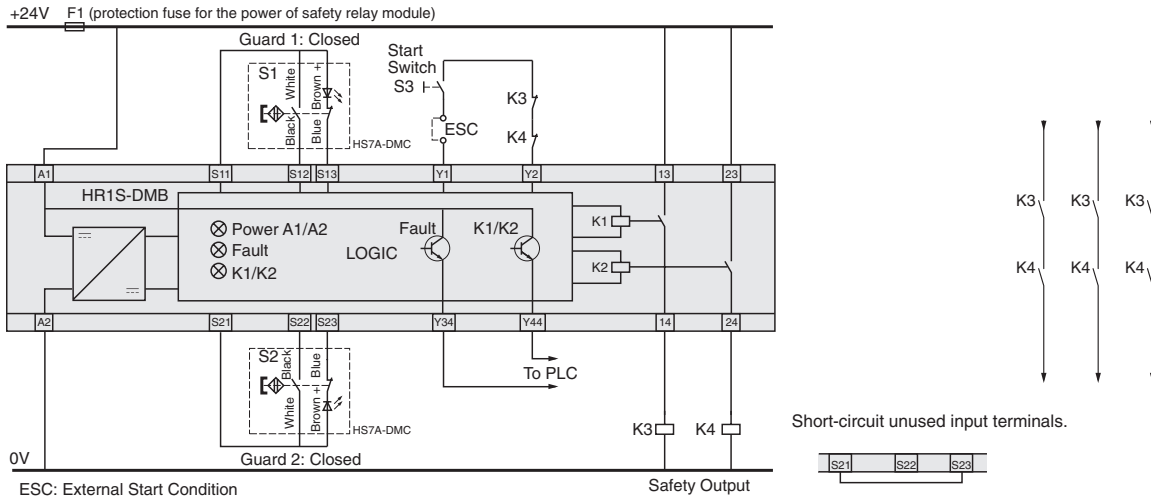 +24V F1 (protection fuse for the power of safety relay module)
Guard 1: Closed
Start
Switch
S1
White
Brown +
S3
K3
Black
Blue
ESC
K4
HS7A-DMC
A1 S11 S12 S13 Y1 Y2 13 23
HR1S-DMB
Power A1/A2
Fault
K1/K2
Fault
K1/K2
LOGIC
K1
K2
K3 K3 K3
K4 K4 K4
A2 S21 S22 S23 Y34 Y44 14 24
S2
Black
Blue
White
Brown +
To PLC
HS7A-DMC
K3 K4
Short-circuit unused input terminals.
0V
Guard 2: Closed
S21 S22 S23
ESC: External Start Condition
Safety Output